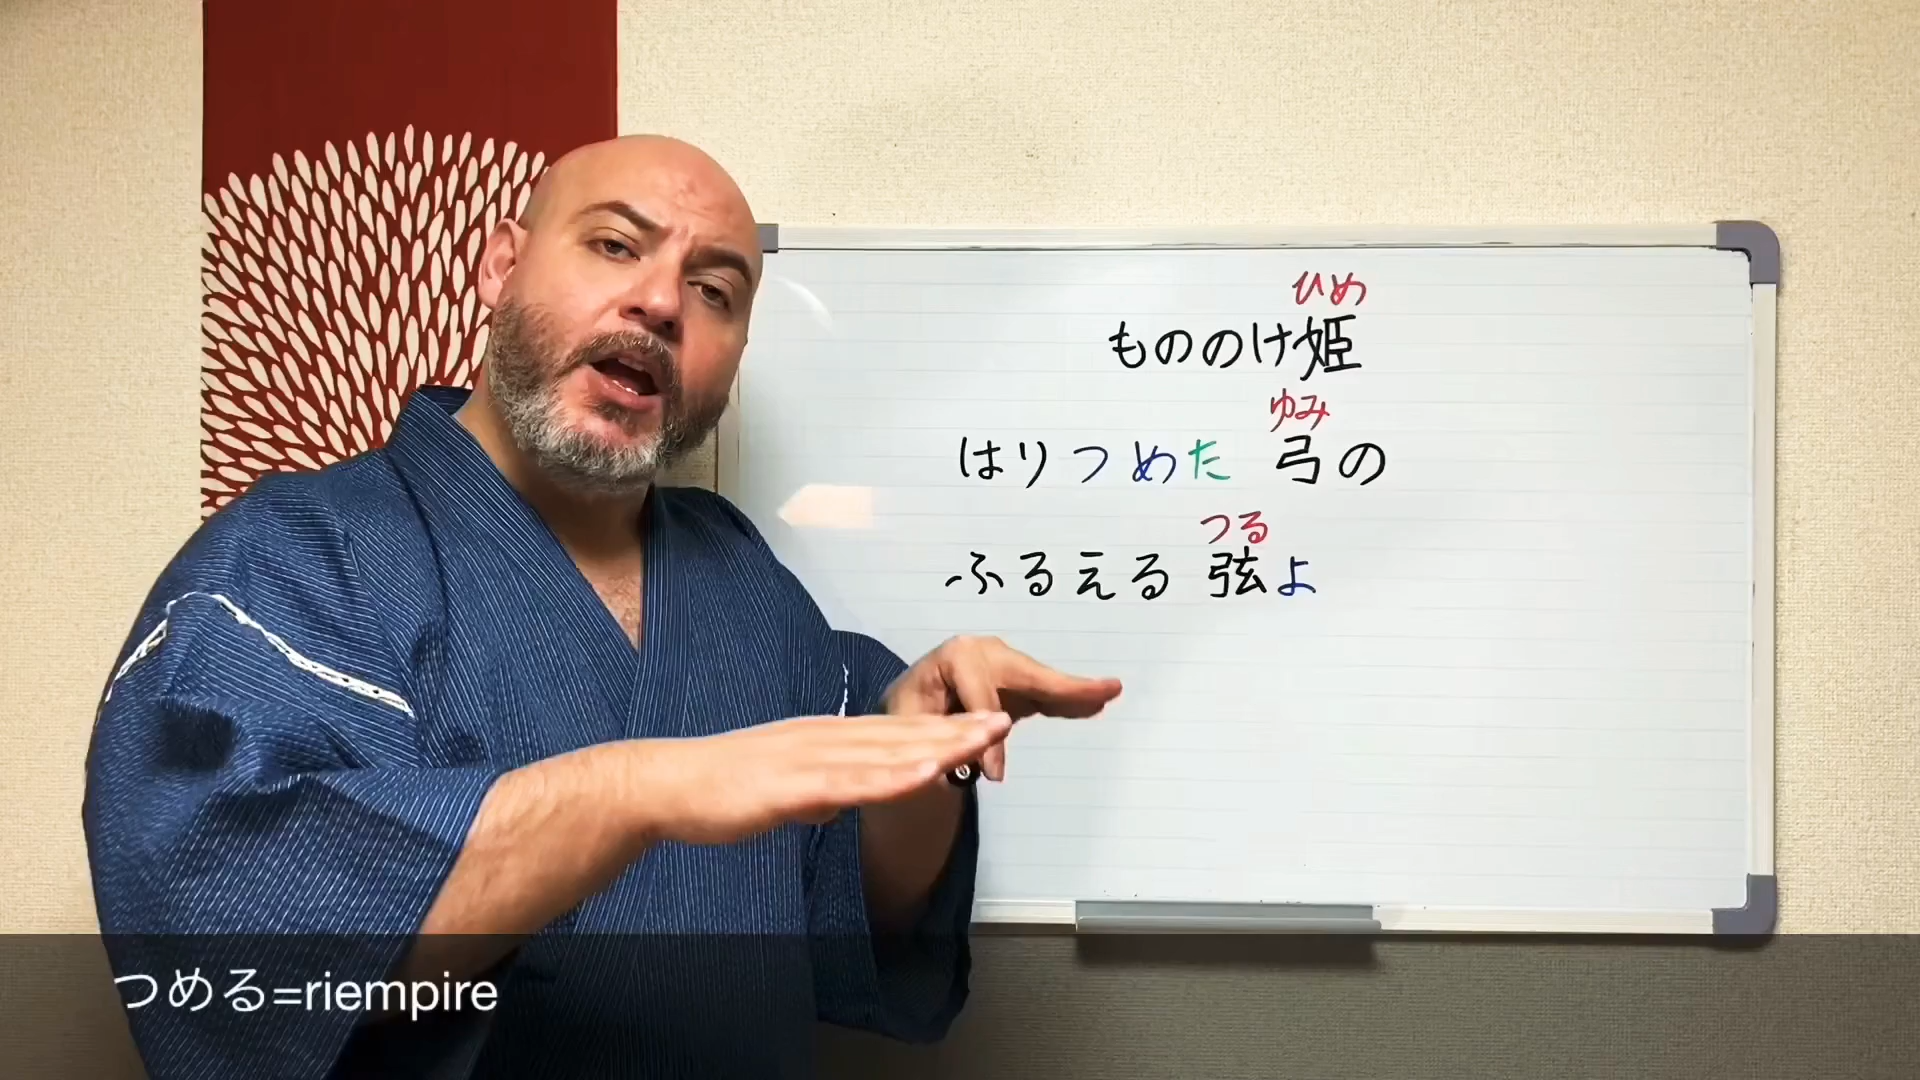 ひめ
もののけ姫
ゆみ
はりつめた 弓の
つる
ふるえる 弦よ
つめる=riempire